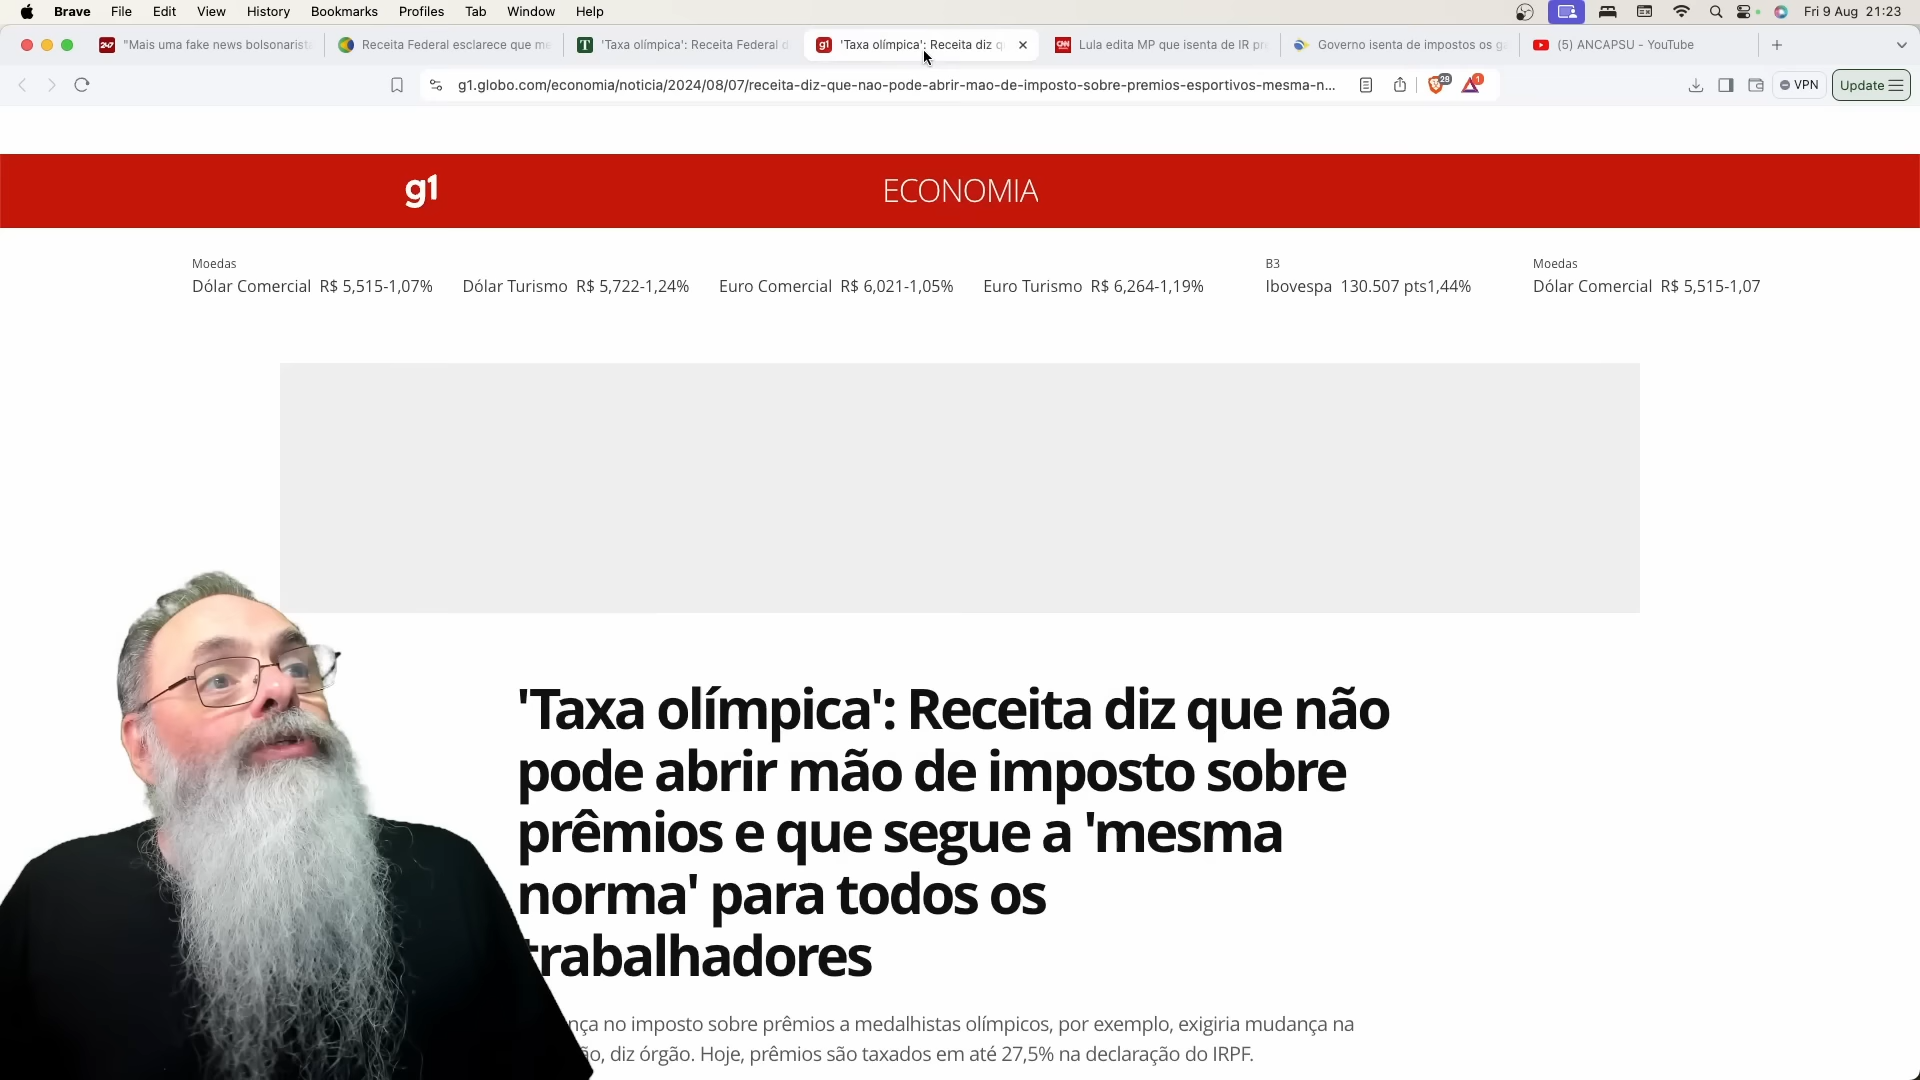 Brave File Edit View History Bookmarks Profiles Tab Window Help Fri 9 Aug 21:23
"Mais uma fake news bolsonarist Receita Federal esclarece que me 'Taxa olímpica': Receita Federal d 'Taxa olímpica': Receita diz q Lula edita MP que isenta de IR pr Governo isenta de impostos os ga (5) ANCAPSU - YouTube
g1.globo.com/economia/noticia/2024/08/07/receita-diz-que-nao-pode-abrir-mao-de-imposto-sobre-premios-esportivos-mesma-n... 28 1 VPN Update
g1 ECONOMIA
Moedas B3 Moedas
Dólar Comercial R$ 5,515-1,07% Dólar Turismo R$ 5,722-1,24% Euro Comercial R$ 6,021-1,05% Euro Turismo R$ 6,264-1,19% Ibovespa 130.507 pts1,44% Dólar Comercial R$ 5,515-1,07
'Taxa olímpica': Receita diz que não
pode abrir mão de imposto sobre
prêmios e que segue a 'mesma
norma' para todos os
trabalhadores
nça no imposto sobre prêmios a medalhistas olímpicos, por exemplo, exigiria mudança na
ão, diz órgão. Hoje, prêmios são taxados em até 27,5% na declaração do IRPF.